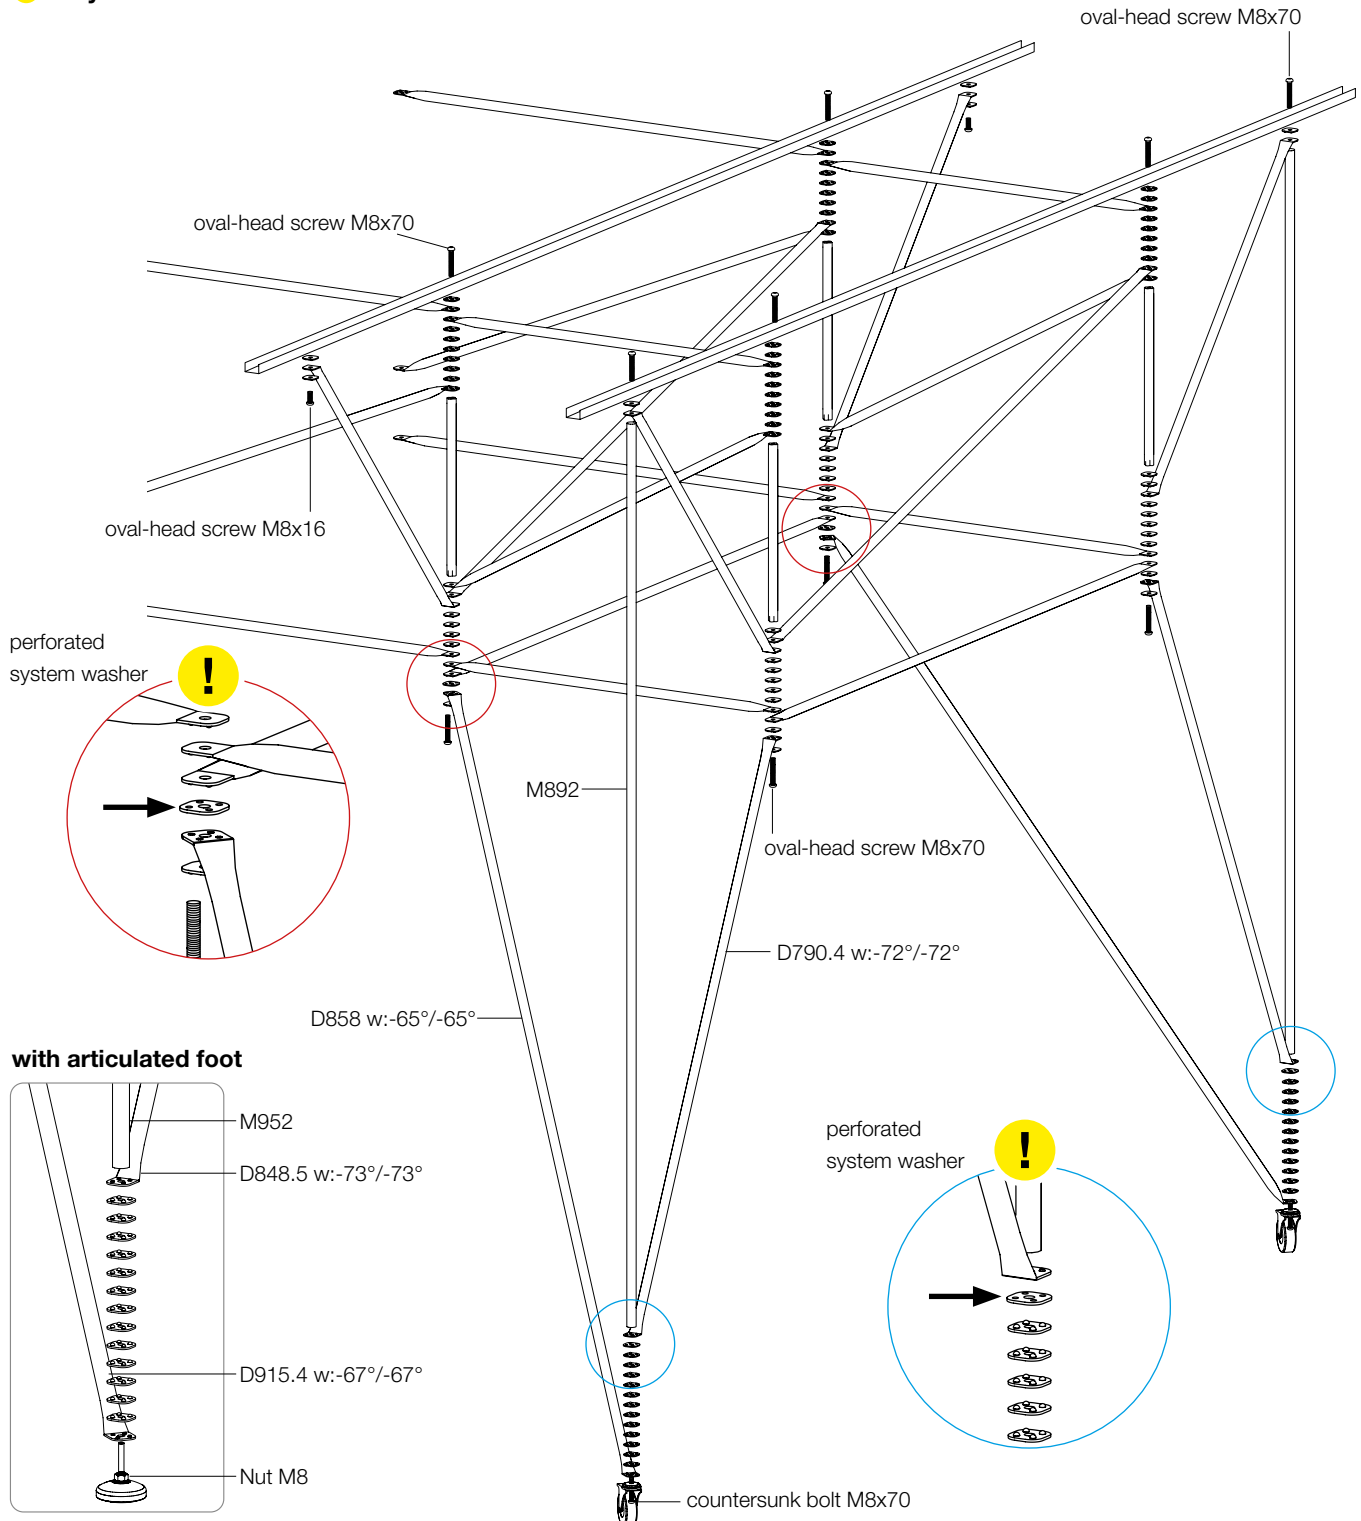 oval-head screw M8x70
oval-head screw M8x70
oval-head screw M8x16
perforated
system washer
!
M892
oval-head screw M8x70
D790.4 w:-72°/-72°
D858 w:-65°/-65°
with articulated foot
M952
D848.5 w:-73°/-73°
D915.4 w:-67°/-67°
Nut M8
perforated
system washer
!
countersunk bolt M8x70